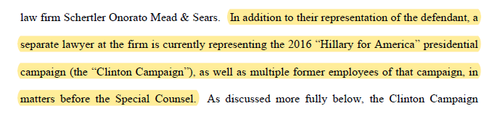 law firm Schertler Onorato Mead & Sears. In addition to their representation of the defendant, a
separate lawyer at the firm is currently representing the 2016 “Hillary for America” presidential
campaign (the “Clinton Campaign”), as well as multiple former employees of that campaign, in
matters before the Special Counsel. As discussed more fully below, the Clinton Campaign